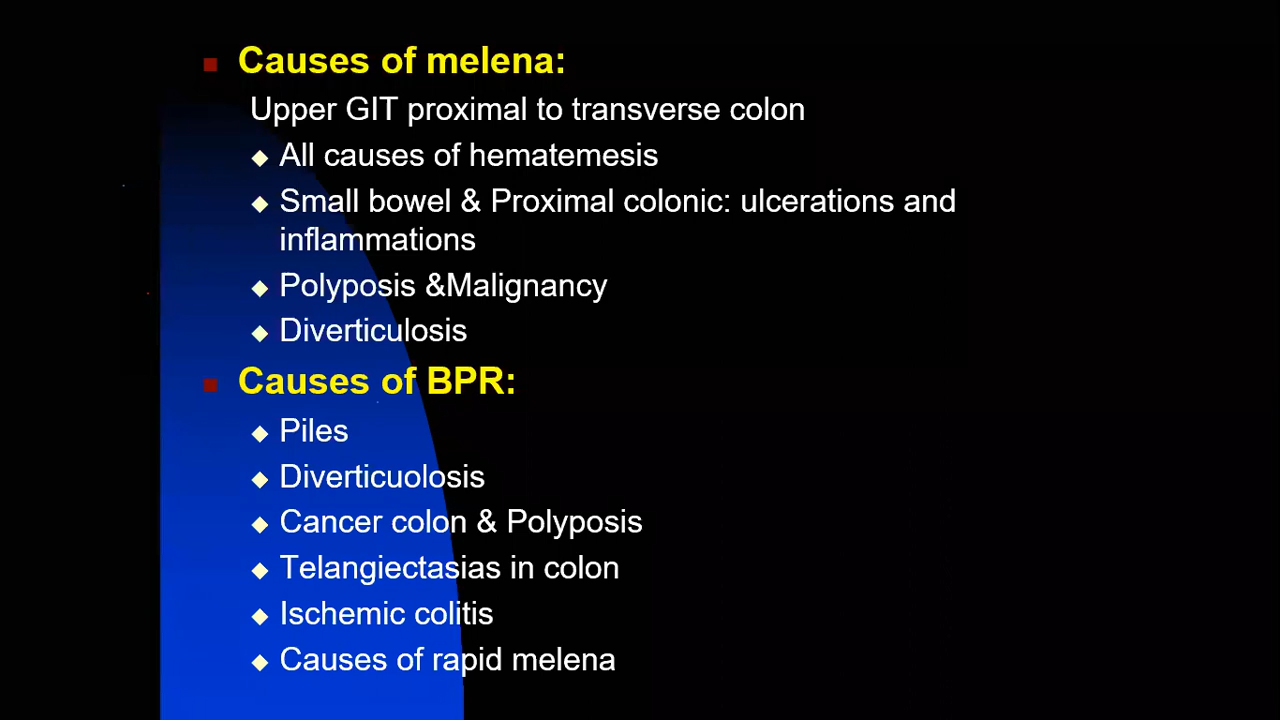 Causes of melena:
Upper GIT proximal to transverse colon
All causes of hematemesis
Small bowel & Proximal colonic: ulcerations and
inflammations
Polyposis &Malignancy
Diverticulosis
Causes of BPR:
Piles
Diverticuolosis
Cancer colon & Polyposis
Telangiectasias in colon
Ischemic colitis
Causes of rapid melena